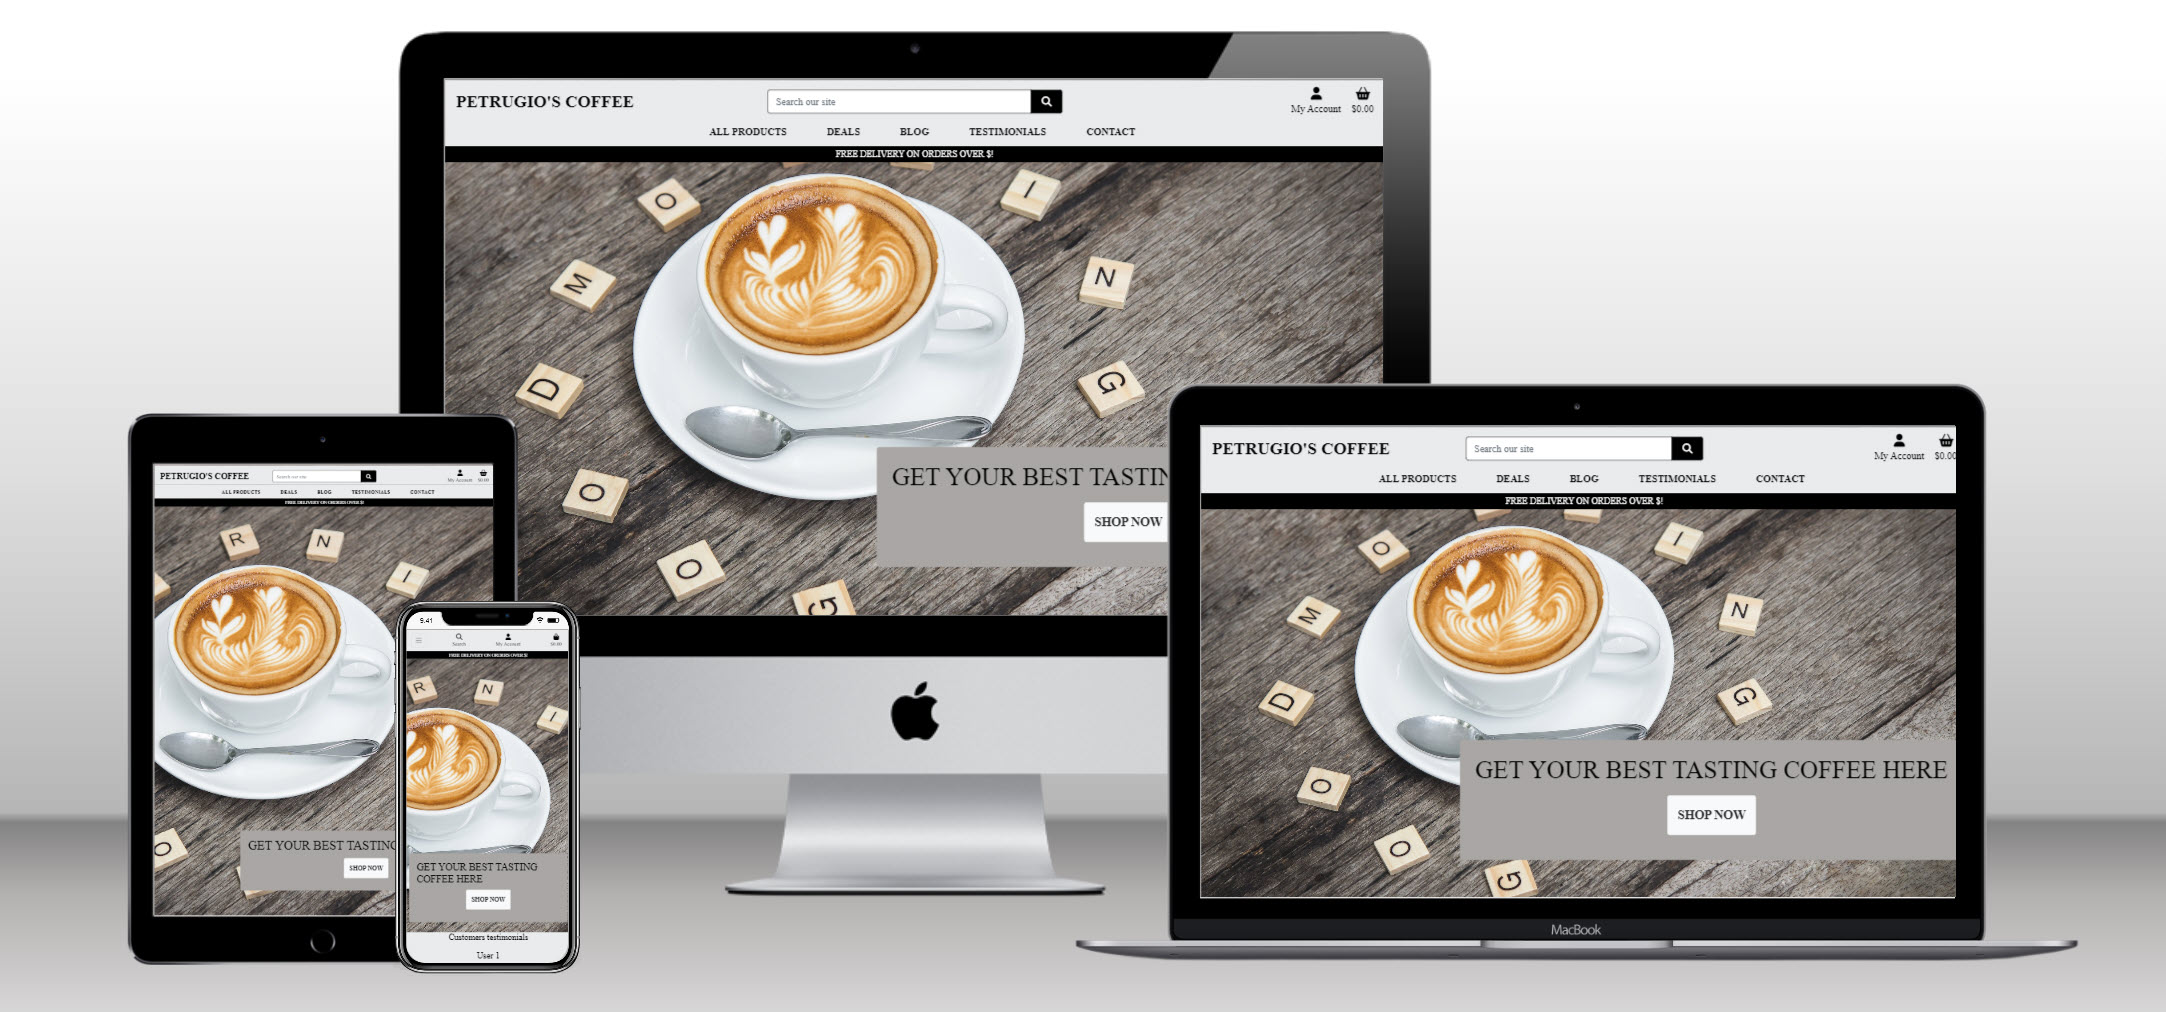 PETRUGIO'S COFFEE
Search our site
My Account
$0.00
ALL PRODUCTS DEALS BLOG TESTIMONIALS CONTACT
FREE DELIVERY ON ORDERS OVER $!
O I
M N
D G
O
O
G
GET YOUR BEST TASTIN
SHOP NOW
PETRUGIO'S COFFEE
Search our site
My Account $0.00
ALL PRODUCTS DEALS BLOG TESTIMONIALS CONTACT
FREE DELIVERY ON ORDERS OVER $!
R N
I
O
GET YOUR BEST TASTING
SHOP NOW
9:41
Search My Account $0.00
FREE DELIVERY ON ORDERS OVER $!
R N
I
GET YOUR BEST TASTING
COFFEE HERE
SHOP NOW
Customers testimonials
User 1
PETRUGIO'S COFFEE
Search our site
My Account $0.00
ALL PRODUCTS DEALS BLOG TESTIMONIALS CONTACT
FREE DELIVERY ON ORDERS OVER $!
O I
M N
D G
O
O
G
GET YOUR BEST TASTING COFFEE HERE
SHOP NOW
MacBook